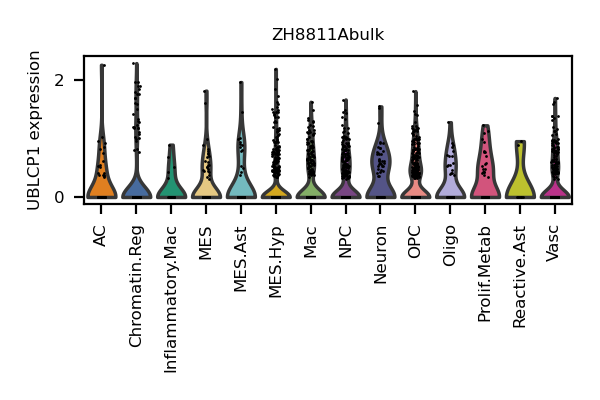 ZH8811Abulk
UBLCP1 expression
2
0
AC
Chromatin.Reg
Inflammatory.Mac
MES
MES.Ast
MES.Hyp
Mac
NPC
Neuron
OPC
Oligo
Prolif.Metab
Reactive.Ast
Vasc